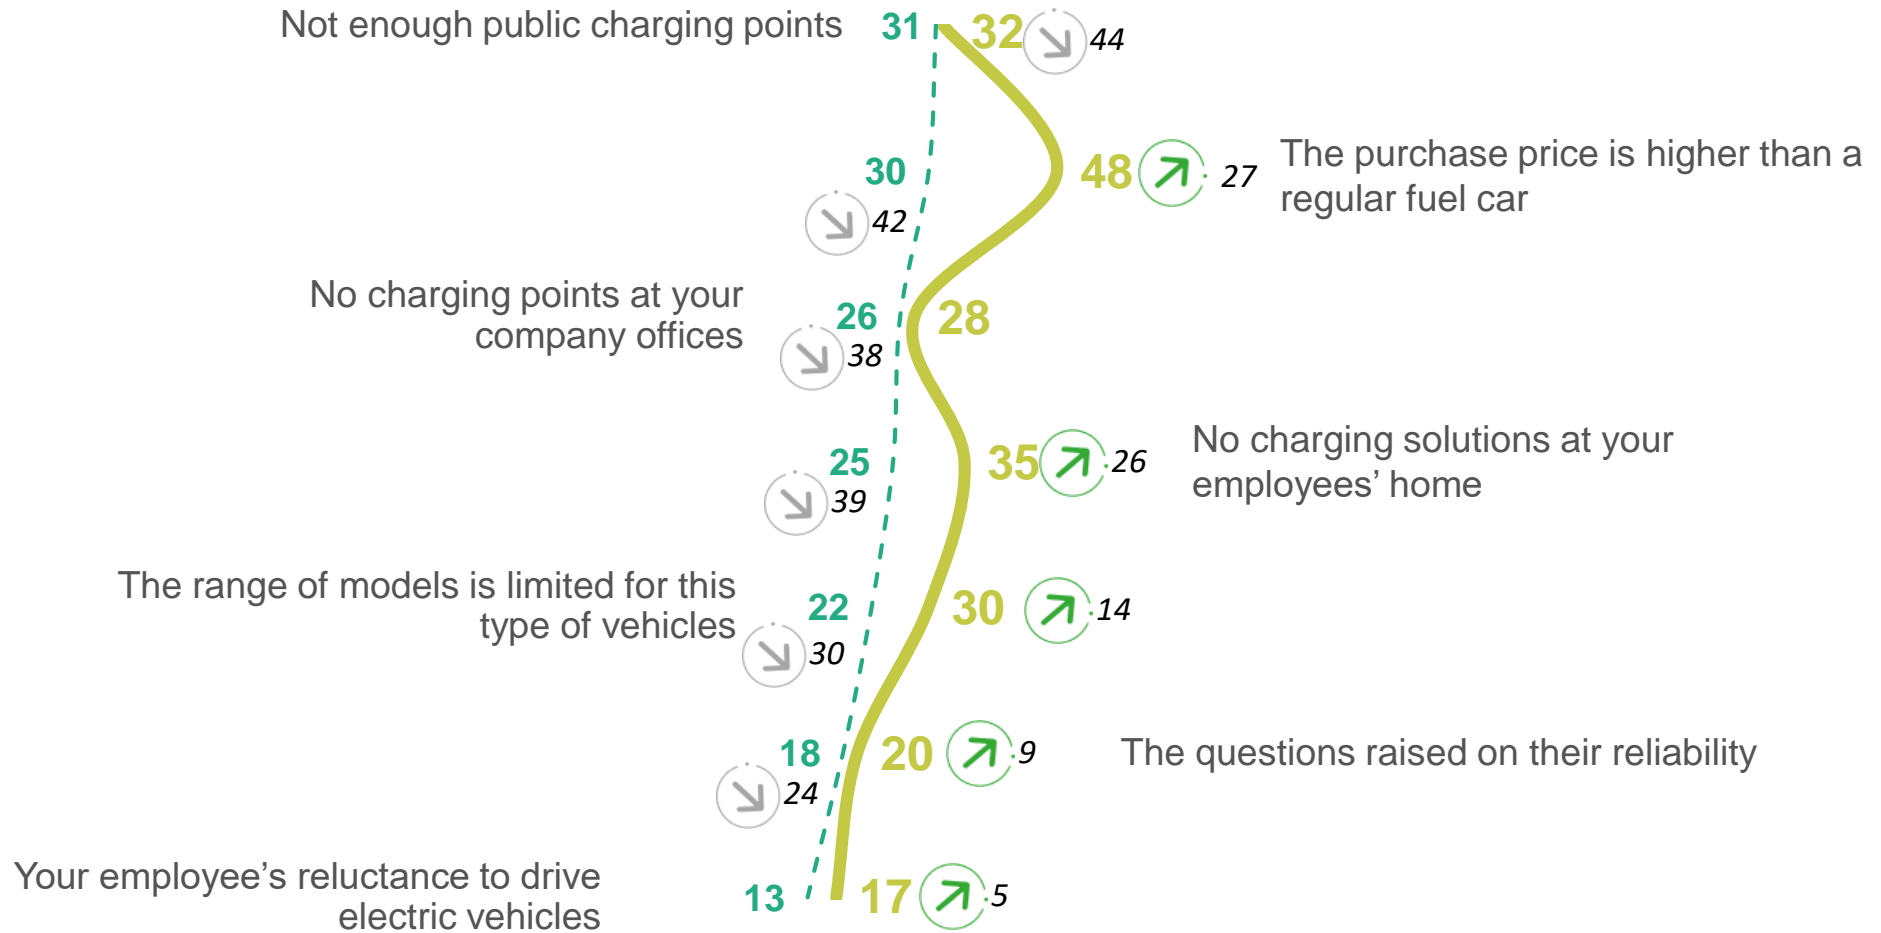 Not enough public charging points 31 32 44
30 48 27 The purchase price is higher than a
regular fuel car
42
No charging points at your
company offices
26 28
38
25 35 26 No charging solutions at your
employees’ home
39
The range of models is limited for this
type of vehicles
22 30 14
30
18 20 9 The questions raised on their reliability
24
Your employee’s reluctance to drive
electric vehicles
13 17 5